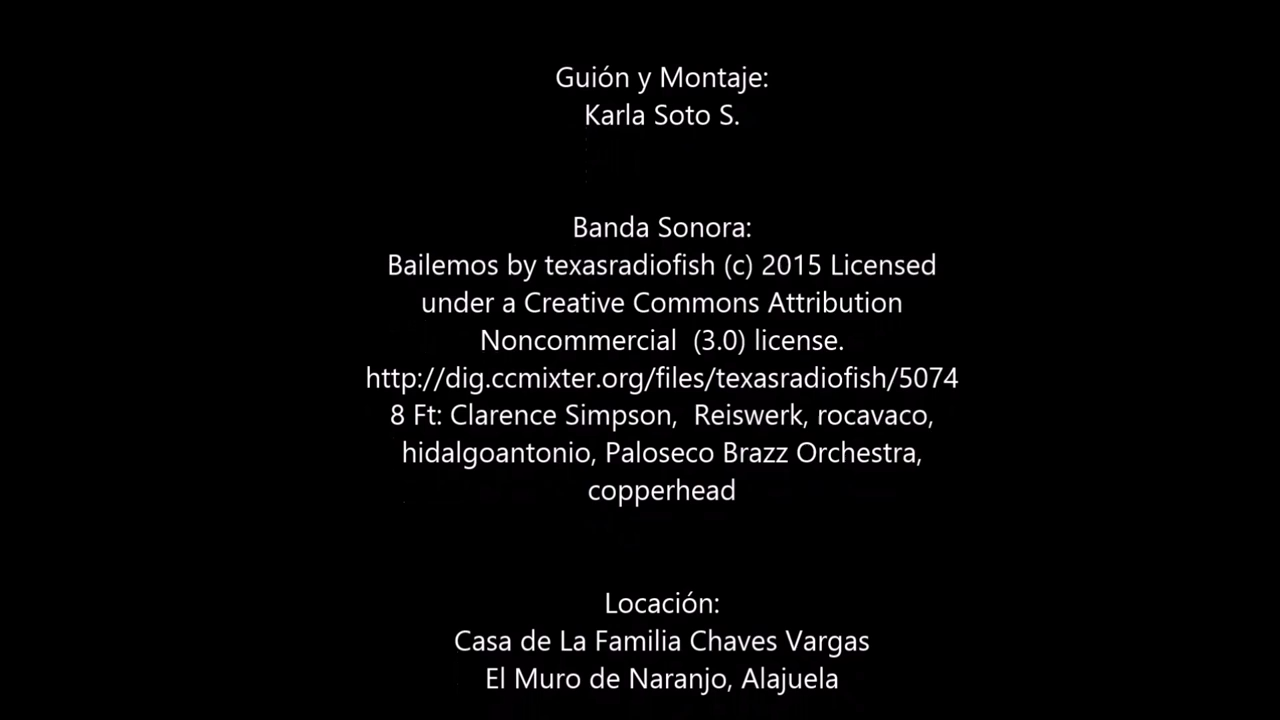 Guión y Montaje:
Karla Soto S.
Banda Sonora:
Bailemos by texasradiofish (c) 2015 Licensed
under a Creative Commons Attribution
Noncommercial  (3.0) license.
http://dig.ccmixter.org/files/texasradiofish/5074
8 Ft: Clarence Simpson,  Reiswerk, rocavaco,
hidalgoantonio, Paloseco Brazz Orchestra,
copperhead
Locación:
Casa de La Familia Chaves Vargas
El Muro de Naranjo, Alajuela